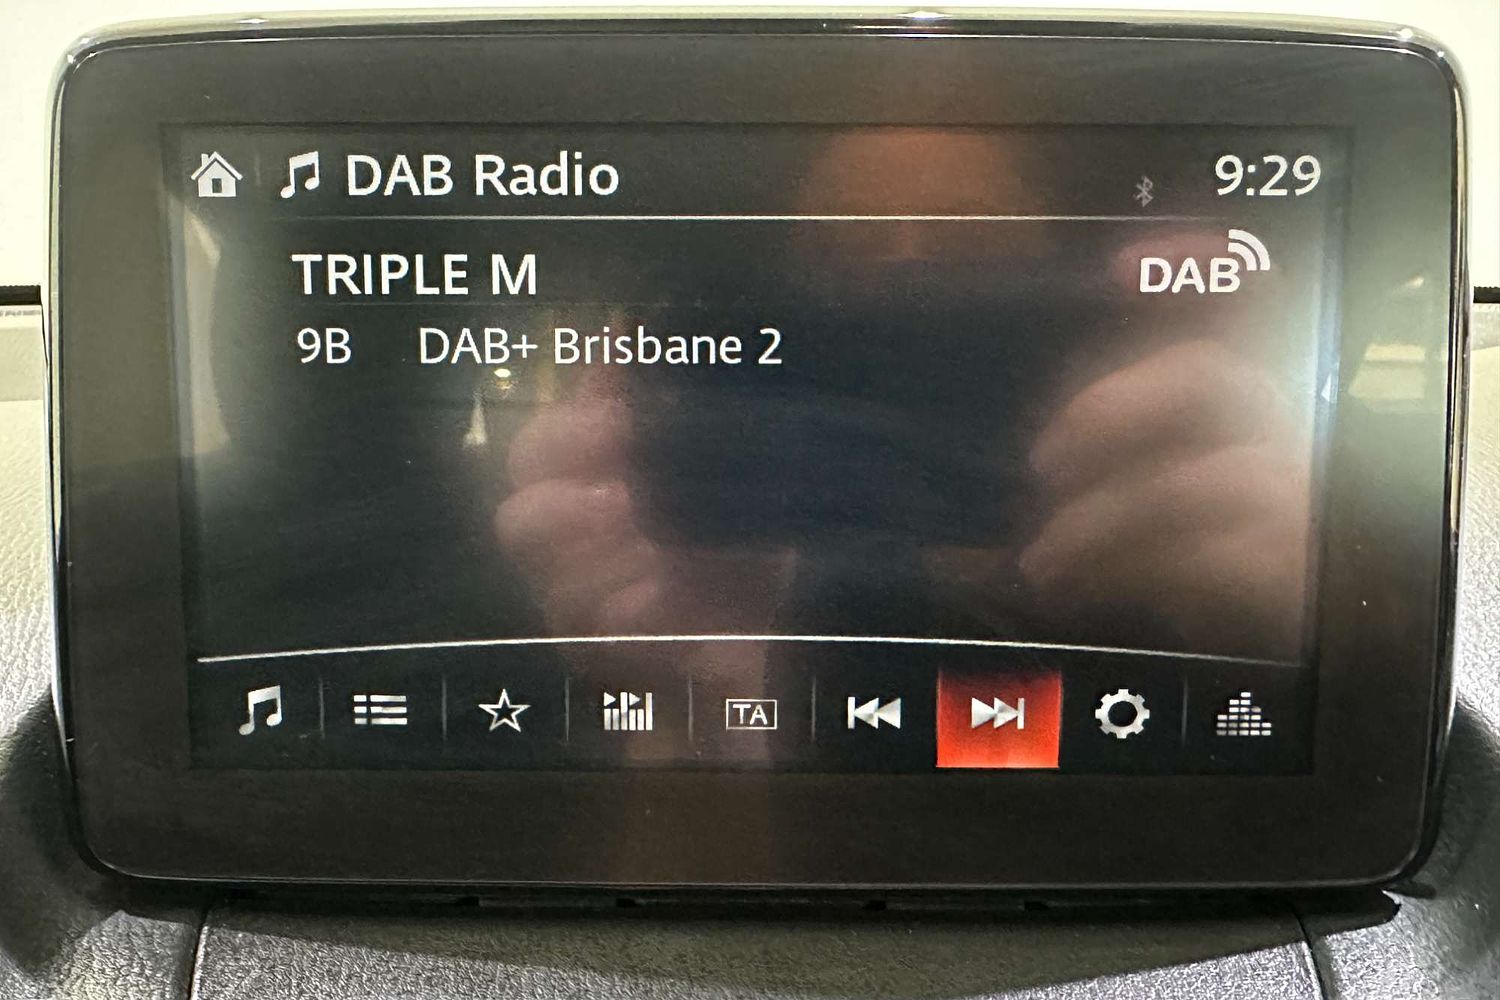 DAB Radio 9:29
TRIPLE M DAB
9B DAB+ Brisbane 2
TA